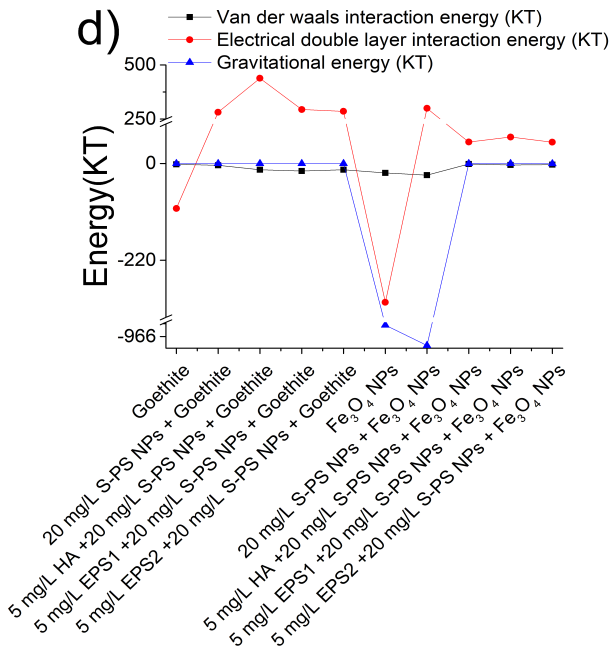 d)
Van der waals interaction energy (KT)
Electrical double layer interaction energy (KT)
Gravitational energy (KT)
500
250
0
-220
-966
Energy(KT)
Goethite
20 mg/L S-PS NPs + Goethite
5 mg/L HA +20 mg/L S-PS NPs + Goethite
5 mg/L EPS1 +20 mg/L S-PS NPs + Goethite
5 mg/L EPS2 +20 mg/L S-PS NPs + Goethite
Fe₃O₄ NPs
20 mg/L S-PS NPs + Fe₃O₄ NPs
5 mg/L HA +20 mg/L S-PS NPs + Fe₃O₄ NPs
5 mg/L EPS1 +20 mg/L S-PS NPs + Fe₃O₄ NPs
5 mg/L EPS2 +20 mg/L S-PS NPs + Fe₃O₄ NPs